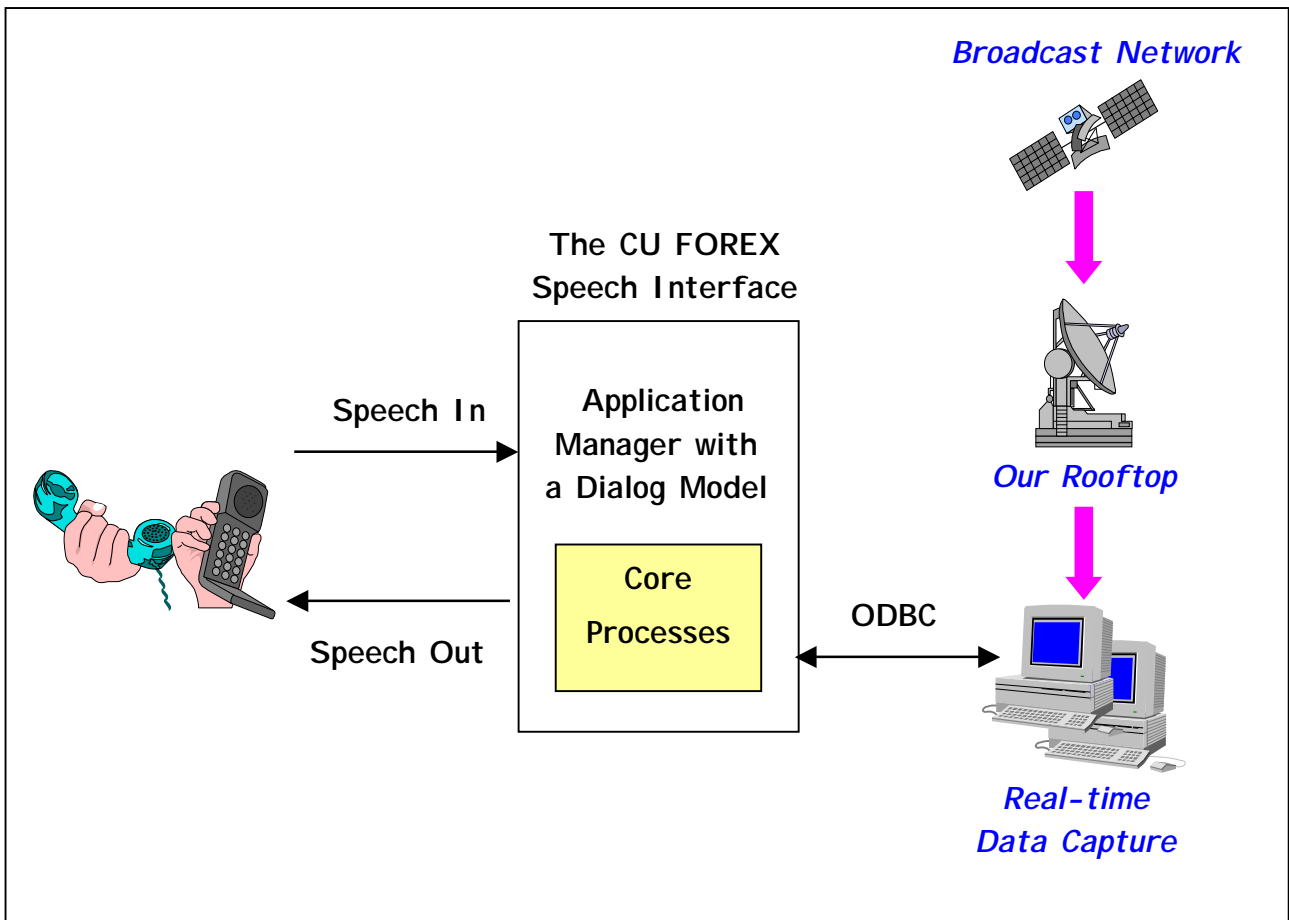 Broadcast Network
The CU FOREX
Speech Interface
Speech In
Application
Manager with
a Dialog Model
Our Rooftop
Core
Processes
ODBC
Speech Out
Real-time
Data Capture